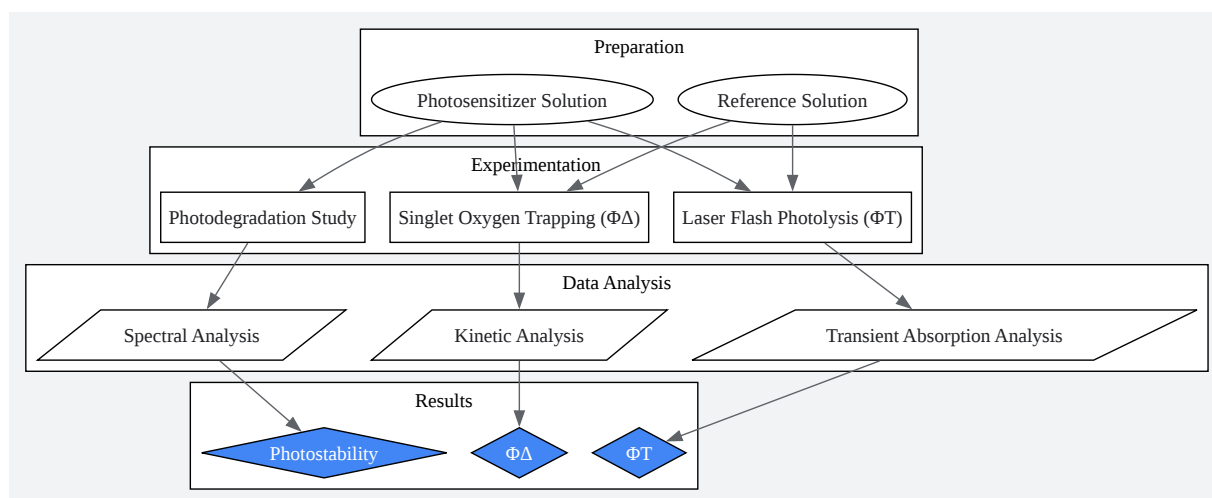 Preparation
Photosensitizer Solution
Reference Solution
Experimentation
Photodegradation Study
Singlet Oxygen Trapping (ΦΔ)
Laser Flash Photolysis (ΦT)
Data Analysis
Spectral Analysis
Kinetic Analysis
Transient Absorption Analysis
Results
Photostability
ΦΔ
ΦT